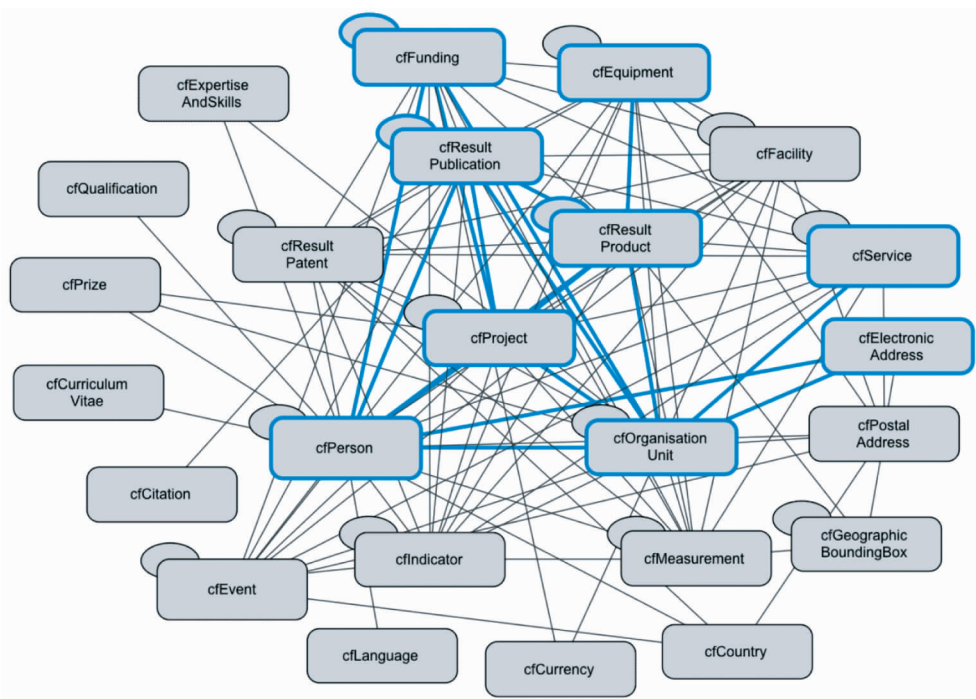 cfFunding
cfEquipment
cfExpertise
AndSkills
cfResult
Publication
cfFacility
cfQualification
cfResult
Patent
cfResult
Product
cfService
cfPrize
cfProject
cfElectronic
Address
cfCurriculum
Vitae
cfPerson
cfOrganisation
Unit
cfPostal
Address
cfCitation
cfGeographic
BoundingBox
cfEvent
cfIndicator
cfMeasurement
cfLanguage
cfCurrency
cfCountry